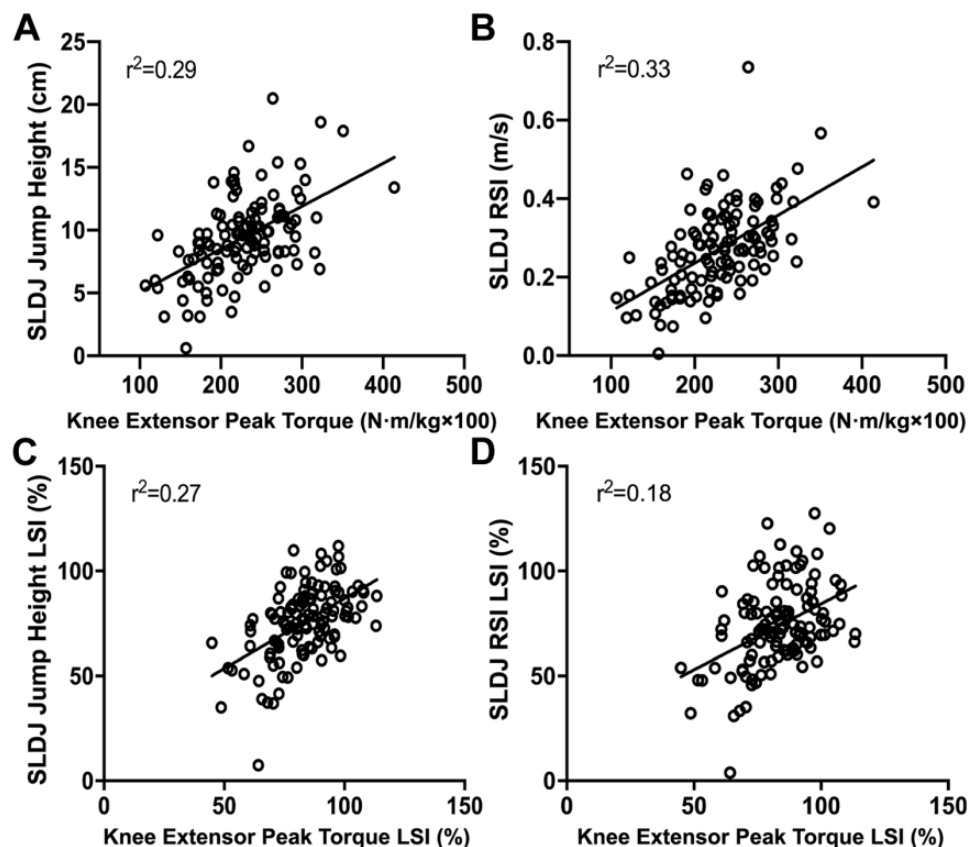 A
SLDJ Jump Height (cm)
25
20
15
10
5
0
r²=0.29
100
200
300
400
500
Knee Extensor Peak Torque (N·m/kg×100)
B
SLDJ RSI (m/s)
0.8
0.6
0.4
0.2
0.0
r²=0.33
100
200
300
400
500
Knee Extensor Peak Torque (N·m/kg×100)
C
SLDJ Jump Height LSI (%)
150
100
50
0
r²=0.27
0
50
100
150
Knee Extensor Peak Torque LSI (%)
D
SLDJ RSI LSI (%)
150
100
50
0
r²=0.18
0
50
100
150
Knee Extensor Peak Torque LSI (%)